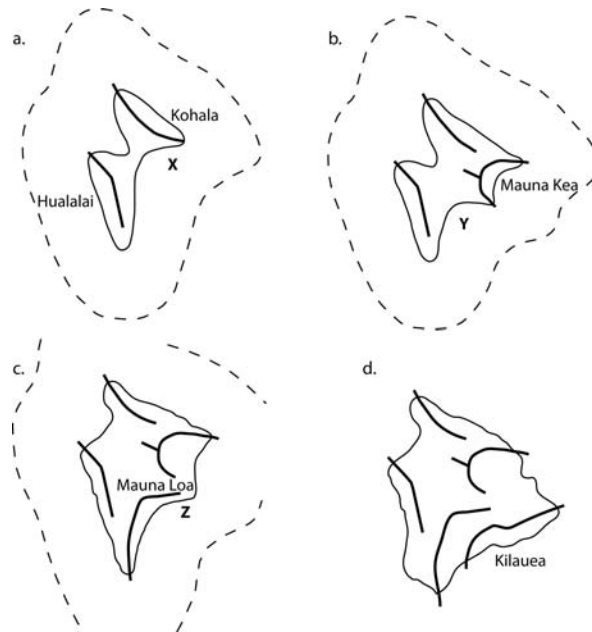 a.
Kohala
X
Hualalai
b.
Mauna Kea
Y
c.
Mauna Loa
Z
d.
Kilauea